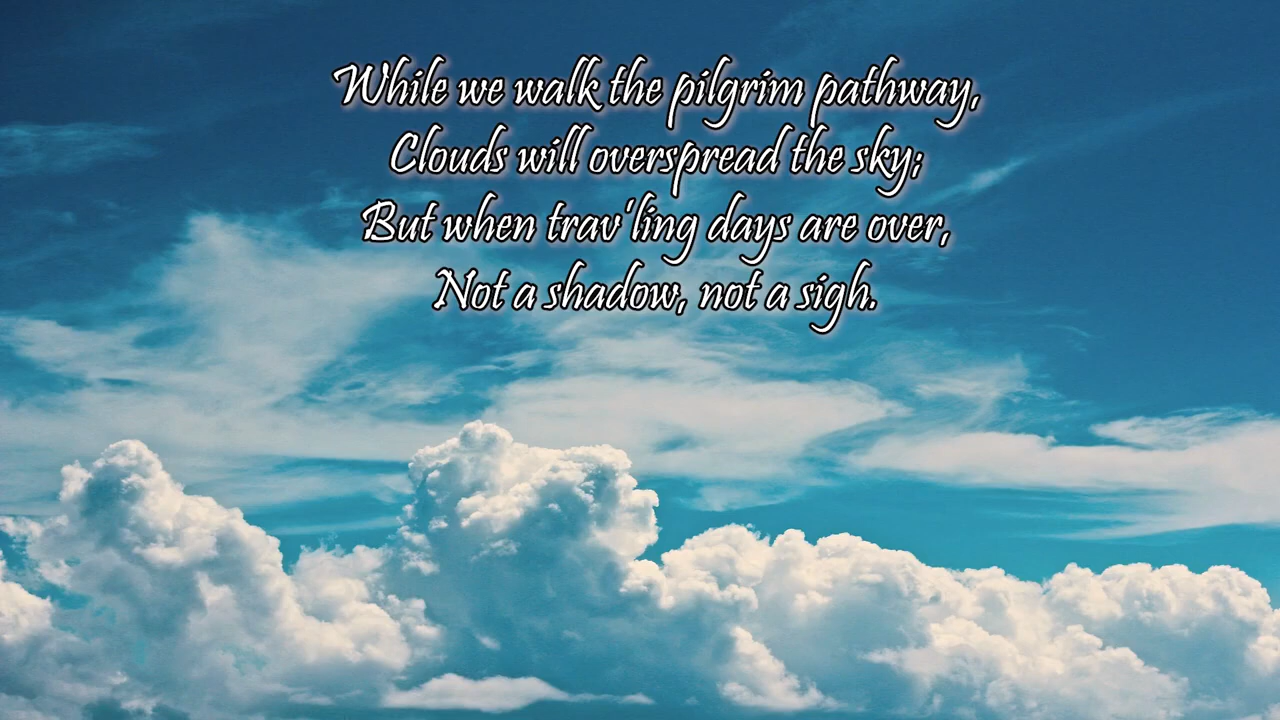 While we walk the pilgrim pathway,
Clouds will overspread the sky;
But when trav‘ling days are over,
Not a shadow, not a sigh.